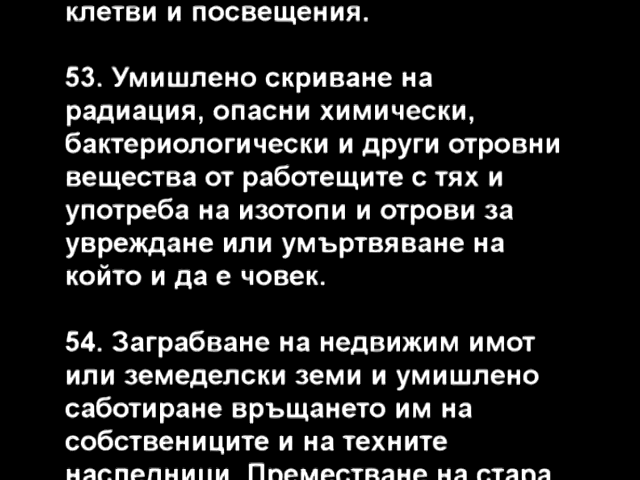 клетви и посвещения.
53. Умишлено скриване на
радиация, опасни химически,
бактериологически и други отровни
вещества от работещите с тях и
употреба на изотопи и отрови за
увреждане или умъртвяване на
който и да е човек.
54. Заграбване на недвижим имот
или земеделски земи и умишлено
саботиране връщането им на
собствениците и на техните
наследници. Преместване на стара